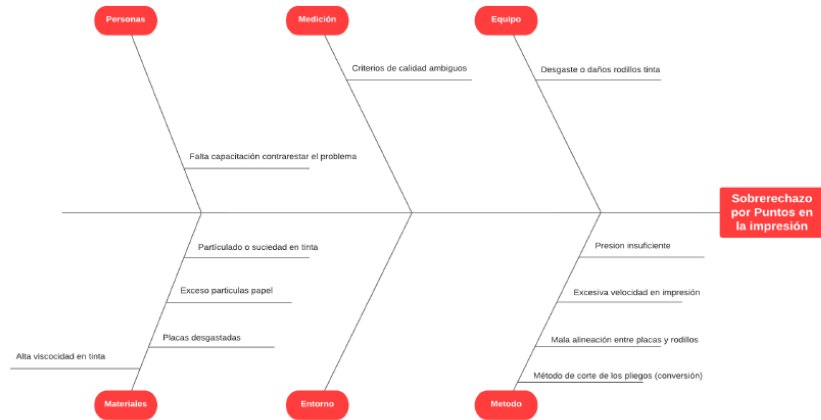 Personas
Medición
Equipo
Criterios de calidad ambiguos
Desgaste o daños rodillos tinta
Falta capacitación contrarestar el problema
Sobrerechazo
por Puntos en
la impresión
Partículado o suciedad en tinta
Presion insuficiente
Exceso particulas papel
Excesiva velocidad en impresión
Placas desgastadas
Mala alineación entre placas y rodillos
Alta viscocidad en tinta
Método de corte de los pliegos (conversión)
Materiales
Entorno
Metodo